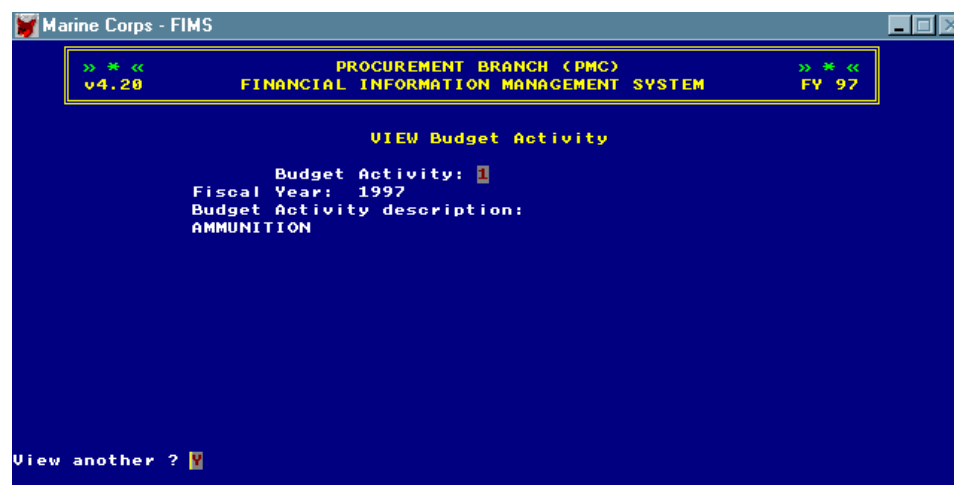 Marine Corps - FIMS
» * « PROCUREMENT BRANCH (PMC) » * «
v4.20 FINANCIAL INFORMATION MANAGEMENT SYSTEM FY 97
VIEW Budget Activity
Budget Activity: 1
Fiscal Year: 1997
Budget Activity description:
AMMUNITION
View another ? Y